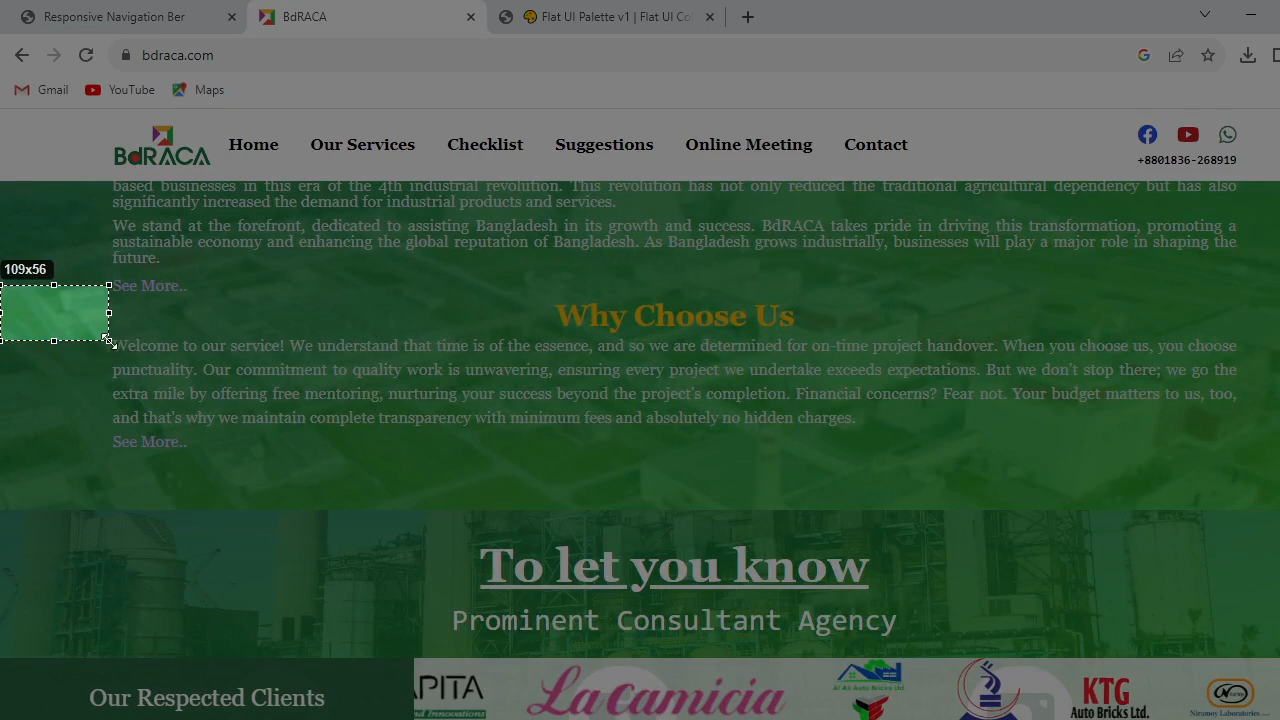 Responsive Navigation Ber
BdRACA
Flat UI Palette v1 | Flat UI Co
bdraca.com
Gmail
YouTube
Maps
BdRACA
Home
Our Services
Checklist
Suggestions
Online Meeting
Contact
+8801836-268919
based businesses in this era of the 4th industrial revolution. This revolution has not only reduced the traditional agricultural dependency but has also
significantly increased the demand for industrial products and services.
We stand at the forefront, dedicated to assisting Bangladesh in its growth and success. BdRACA takes pride in driving this transformation, promoting a
sustainable economy and enhancing the global reputation of Bangladesh. As Bangladesh grows industrially, businesses will play a major role in shaping the
future.
109x56
See More..
Why Choose Us
Welcome to our service! We understand that time is of the essence, and so we are determined for on-time project handover. When you choose us, you choose
punctuality. Our commitment to quality work is unwavering, ensuring every project we undertake exceeds expectations. But we don't stop there; we go the
extra mile by offering free mentoring, nurturing your success beyond the project's completion. Financial concerns? Fear not. Your budget matters to us, too,
and that's why we maintain complete transparency with minimum fees and absolutely no hidden charges.
See More..
To let you know
Prominent Consultant Agency
Our Respected Clients
APITA
and Innovations
La Camicia
Al Ali Auto Bricks Ltd.
KTG
Auto Bricks Ltd.
Niramoy Laboratories